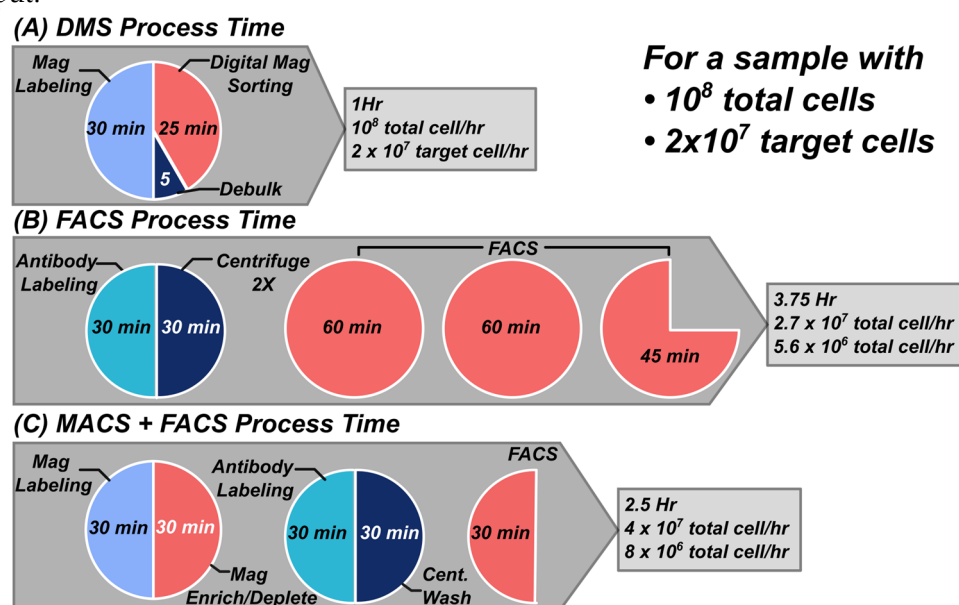 (A) DMS Process Time
Mag
Labeling
Digital Mag
Sorting
30 min
25 min
5
Debulk
1Hr
10⁸ total cell/hr
2 x 10⁷ target cell/hr
For a sample with
• 10⁸ total cells
• 2x10⁷ target cells
(B) FACS Process Time
Antibody
Labeling
Centrifuge
2X
30 min
30 min
FACS
60 min
60 min
45 min
3.75 Hr
2.7 x 10⁷ total cell/hr
5.6 x 10⁶ total cell/hr
(C) MACS + FACS Process Time
Mag
Labeling
30 min
30 min
Mag
Enrich/Deplete
Antibody
Labeling
30 min
30 min
Cent.
Wash
FACS
30 min
2.5 Hr
4 x 10⁷ total cell/hr
8 x 10⁶ total cell/hr